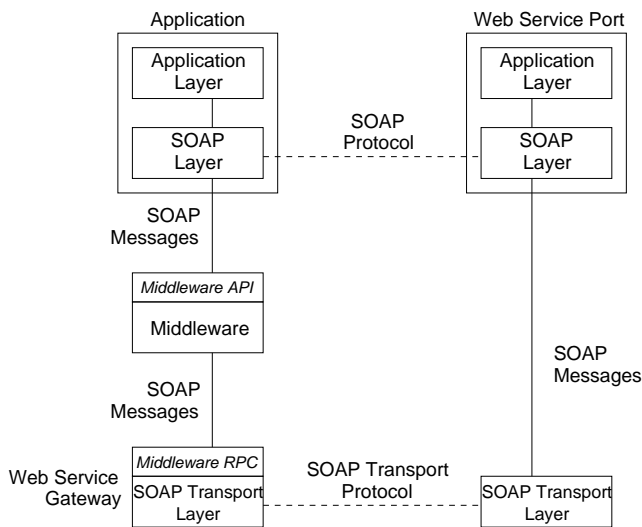 Application
Web Service Port
Application
Layer
Application
Layer
SOAP
Layer
SOAP
Protocol
SOAP
Layer
SOAP
Messages
Middleware API
Middleware
SOAP
Messages
SOAP
Messages
Web Service
Gateway
Middleware RPC
SOAP Transport
Layer
SOAP Transport
Protocol
SOAP Transport
Layer